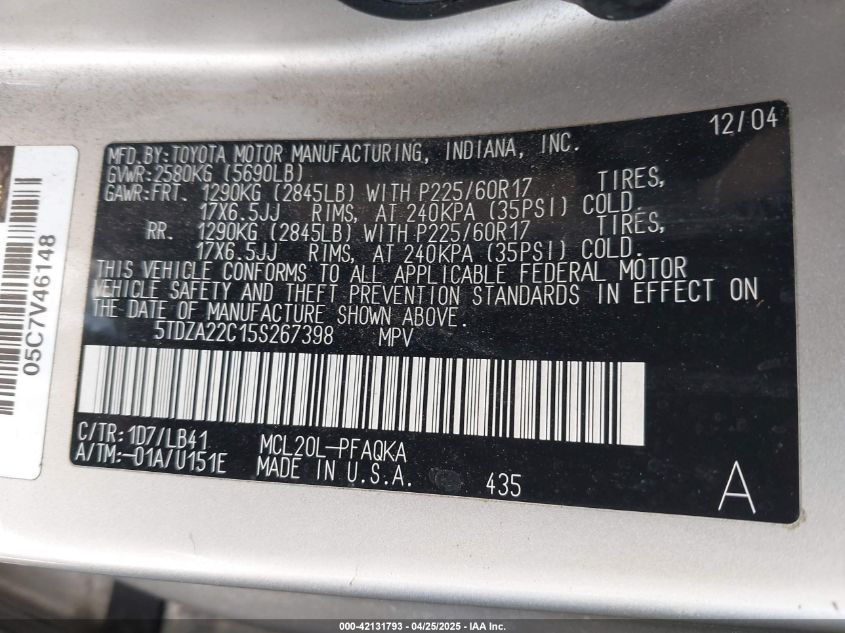 12/04
MFD.BY:TOYOTA MOTOR MANUFACTURING, INDIANA, INC.
GVWR:2580KG (5690LB)
GAWR:FRT. 1290KG (2845LB) WITH P225/60R17 TIRES,
17X6.5JJ RIMS, AT 240KPA (35PSI) COLD.
RR. 1290KG (2845LB) WITH P225/60R17 TIRES,
17X6.5JJ RIMS, AT 240KPA (35PSI) COLD.
THIS VEHICLE CONFORMS TO ALL APPLICABLE FEDERAL MOTOR
VEHICLE SAFETY AND THEFT PREVENTION STANDARDS IN EFFECT ON
THE DATE OF MANUFACTURE SHOWN ABOVE.
5TDZA22C15S267398 MPV
C/TR:1D7/LB41 MCL20L-PFAQKA
A/TM:-01A/U151E MADE IN U.S.A. 435
A
05C7V46148
000-42131793 - 04/25/2025 - IAA Inc.